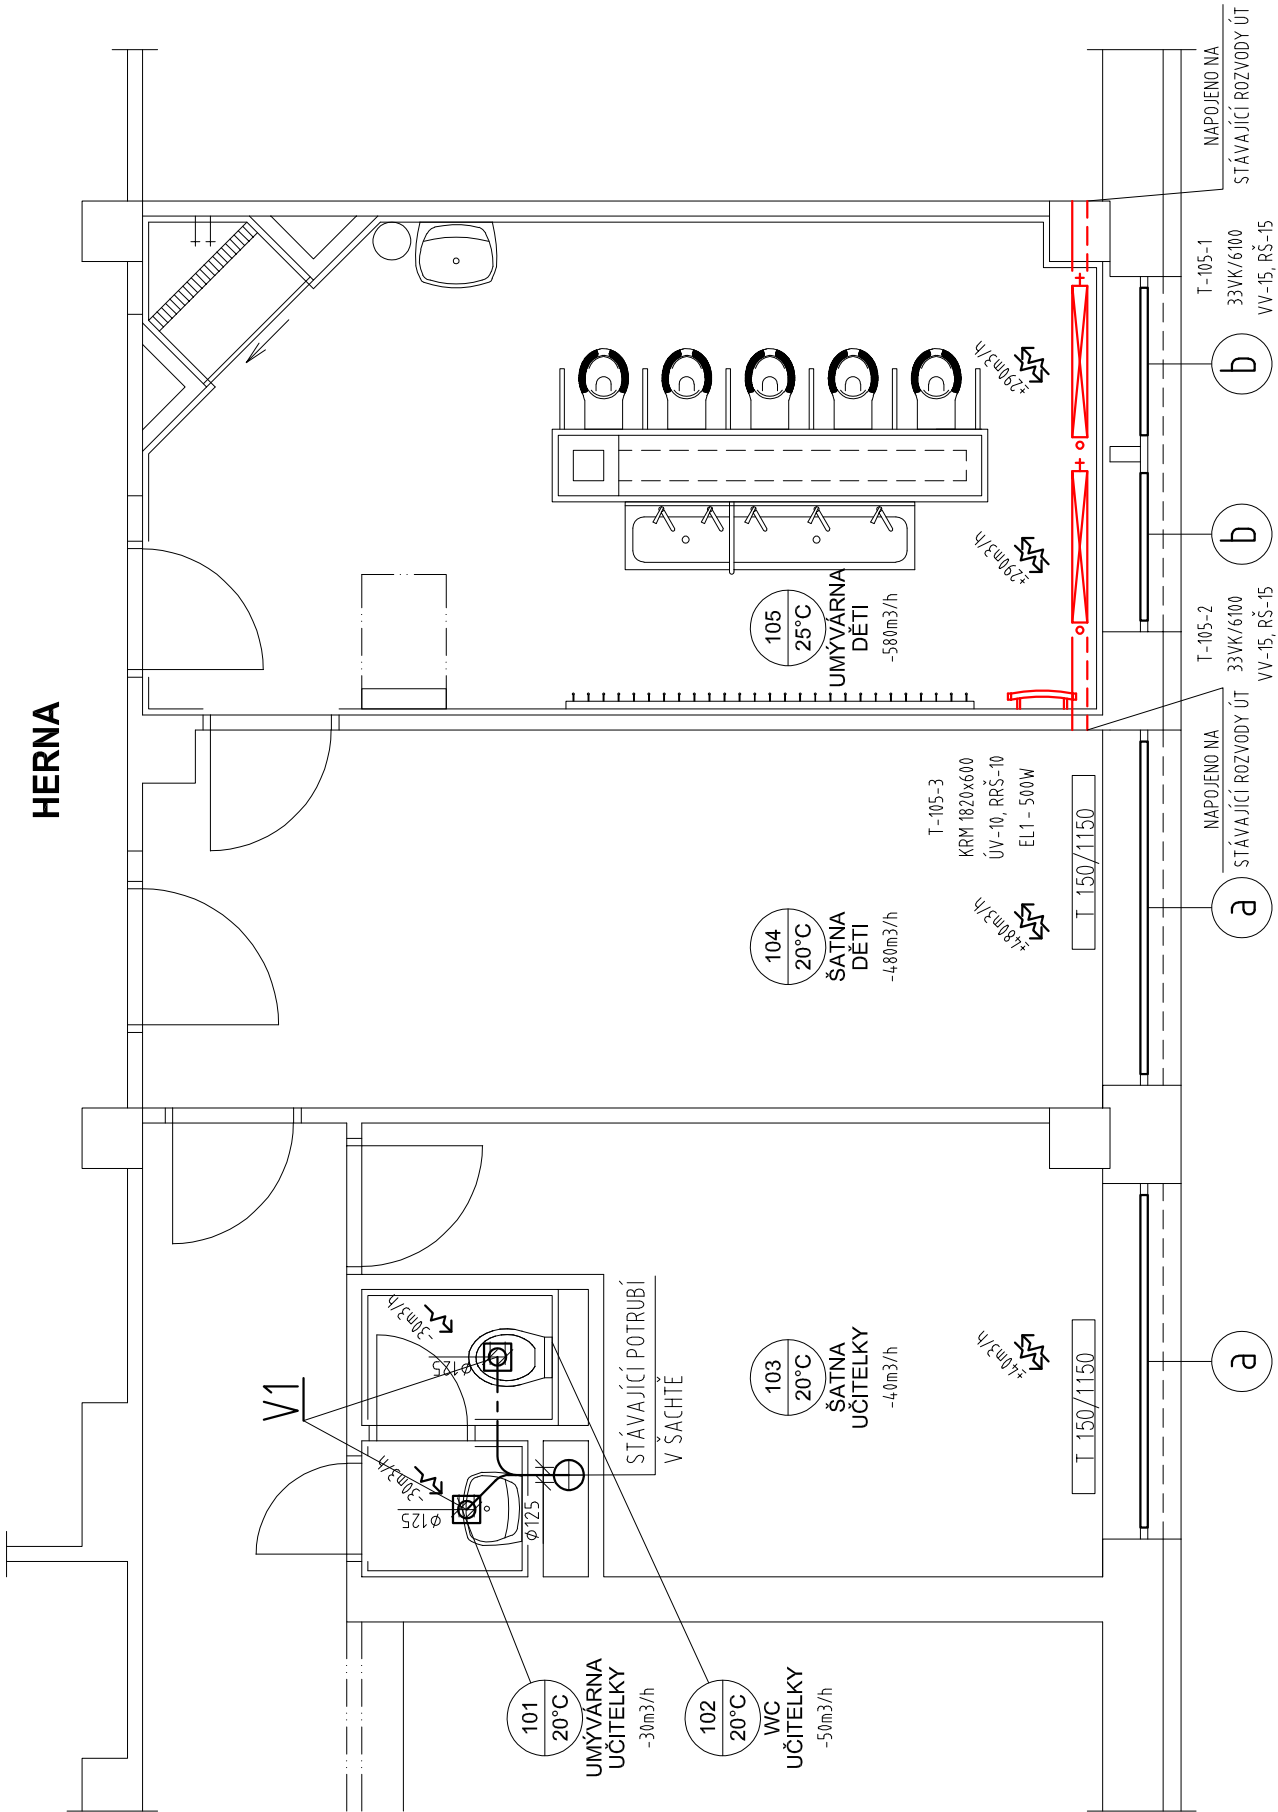 HERNA
NAPOJENO NA
STÁVAJÍCÍ ROZVODY ÚT
T-105-1
33VK/6100
VV-15, RŠ-15
b
±290m3/h
±290m3/h
b
105
25°C
UMÝVÁRNA
DĚTI
-580m3/h
T-105-2
33VK/6100
VV-15, RŠ-15
NAPOJENO NA
STÁVAJÍCÍ ROZVODY ÚT
T-105-3
KRM 1820x600
ÚV-10, RRŠ-10
EL1 - 500W
T 150/1150
a
104
20°C
ŠATNA
DĚTI
-480m3/h
±480m3/h
103
20°C
ŠATNA
UČITELKY
-40m3/h
±40m3/h
T 150/1150
a
V1
-30m3/h
ϕ125
-30m3/h
ϕ125
ϕ125
STÁVAJÍCÍ POTRUBÍ
V ŠACHTĚ
101
20°C
UMÝVÁRNA
UČITELKY
-30m3/h
102
20°C
WC
UČITELKY
-50m3/h